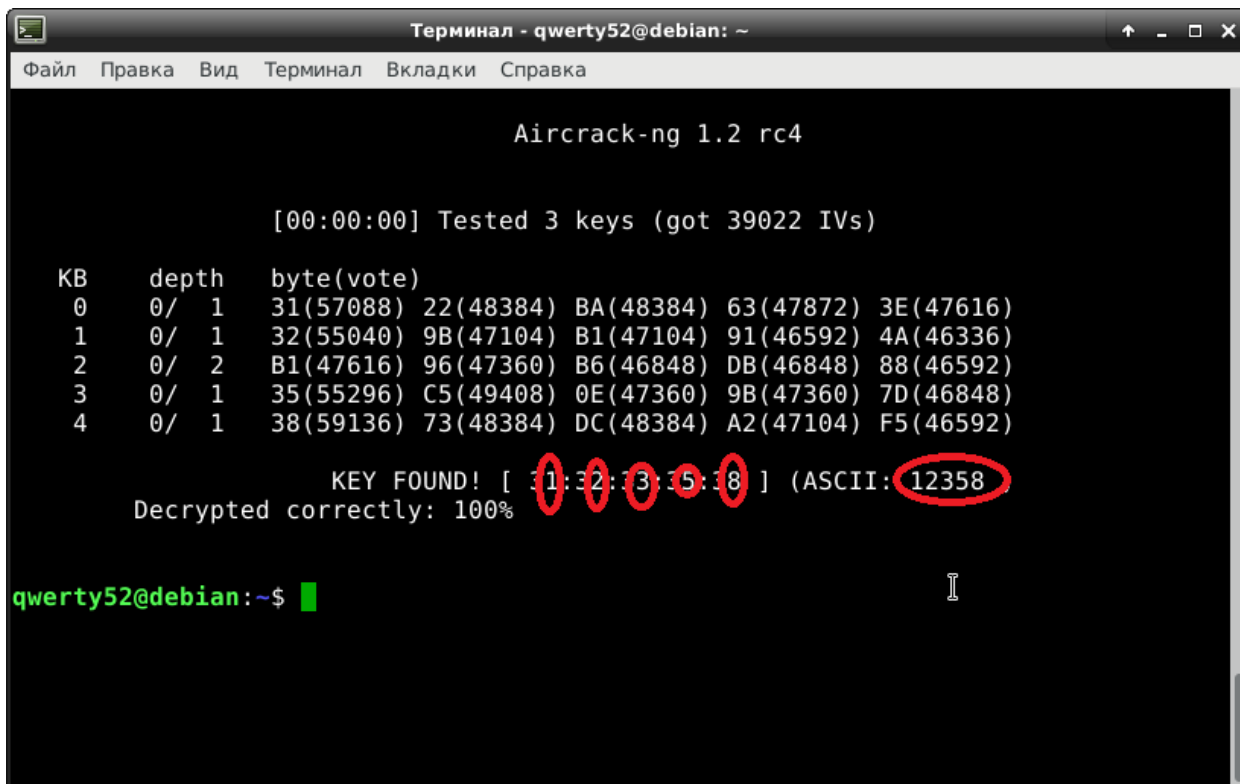 Терминал - qwerty52@debian: ~
Файл Правка Вид Терминал Вкладки Справка
Aircrack-ng 1.2 rc4
[00:00:00] Tested 3 keys (got 39022 IVs)
KB depth byte(vote)
0 0/ 1 31(57088) 22(48384) BA(48384) 63(47872) 3E(47616)
1 0/ 1 32(55040) 9B(47104) B1(47104) 91(46592) 4A(46336)
2 0/ 2 B1(47616) 96(47360) B6(46848) DB(46848) 88(46592)
3 0/ 1 35(55296) C5(49408) 0E(47360) 9B(47360) 7D(46848)
4 0/ 1 38(59136) 73(48384) DC(48384) A2(47104) F5(46592)
KEY FOUND! [ 31:32:33:35:38 ] (ASCII: 12358 )
Decrypted correctly: 100%
qwerty52@debian:~$